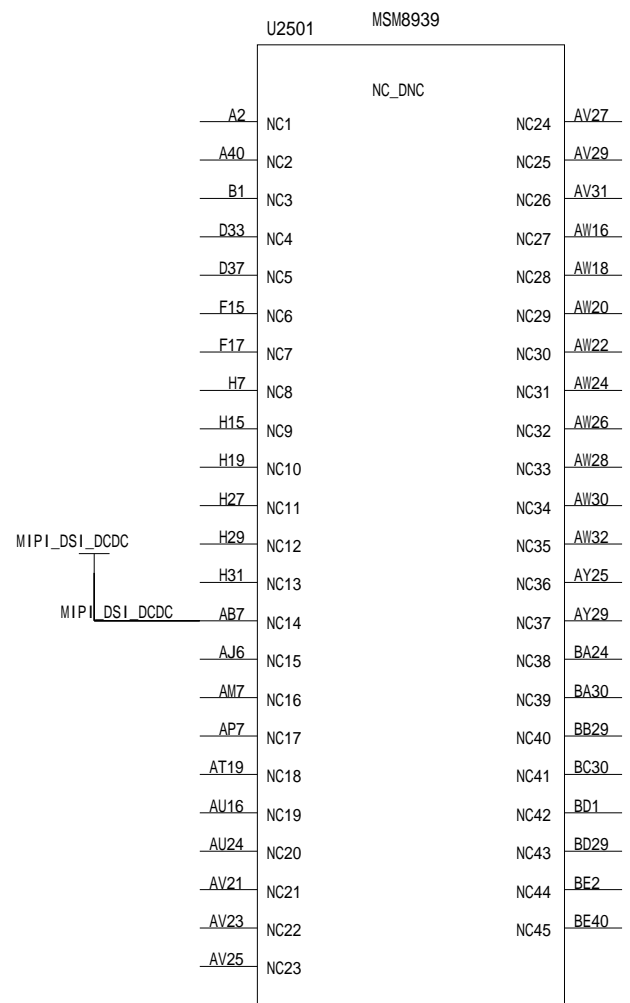 U2501 MSM8939
NC_DNC
A2 NC1 NC24 AV27
A40 NC2 NC25 AV29
B1 NC3 NC26 AV31
D33 NC4 NC27 AW16
D37 NC5 NC28 AW18
F15 NC6 NC29 AW20
F17 NC7 NC30 AW22
H7 NC8 NC31 AW24
H15 NC9 NC32 AW26
H19 NC10 NC33 AW28
H27 NC11 NC34 AW30
MIPI_DSI_DCDC H29 NC12 NC35 AW32
H31 NC13 NC36 AY25
MIPI_DSI_DCDC AB7 NC14 NC37 AY29
AJ6 NC15 NC38 BA24
AM7 NC16 NC39 BA30
AP7 NC17 NC40 BB29
AT19 NC18 NC41 BC30
AU16 NC19 NC42 BD1
AU24 NC20 NC43 BD29
AV21 NC21 NC44 BE2
AV23 NC22 NC45 BE40
AV25 NC23